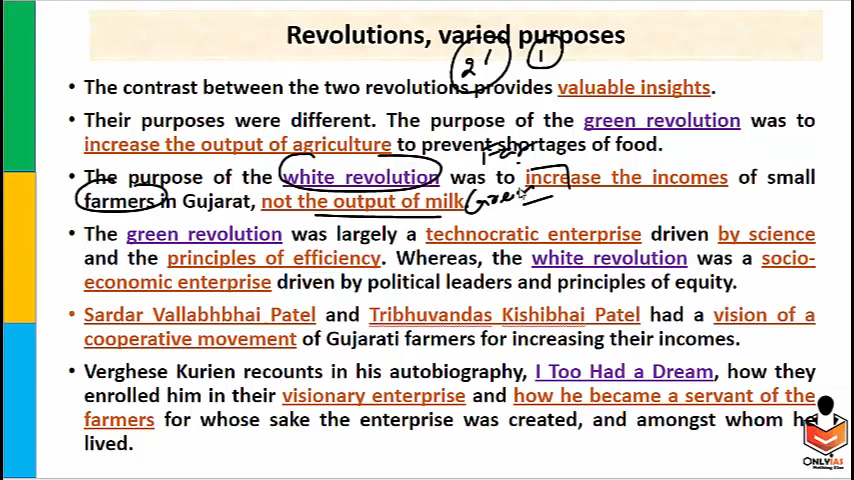 Revolutions, varied purposes
2' 1
• The contrast between the two revolutions provides valuable insights.
• Their purposes were different. The purpose of the green revolution was to
increase the output of agriculture to prevent shortages of food.
• The purpose of the white revolution was to increase the incomes of small
farmers in Gujarat, not the output of milk.
• The green revolution was largely a technocratic enterprise driven by science
and the principles of efficiency. Whereas, the white revolution was a socio-
economic enterprise driven by political leaders and principles of equity.
• Sardar Vallabhbhai Patel and Tribhuvandas Kishibhai Patel had a vision of a
cooperative movement of Gujarati farmers for increasing their incomes.
• Verghese Kurien recounts in his autobiography, I Too Had a Dream, how they
enrolled him in their visionary enterprise and how he became a servant of the
farmers for whose sake the enterprise was created, and amongst whom he
lived.
ONLYIAS
Nothing Else